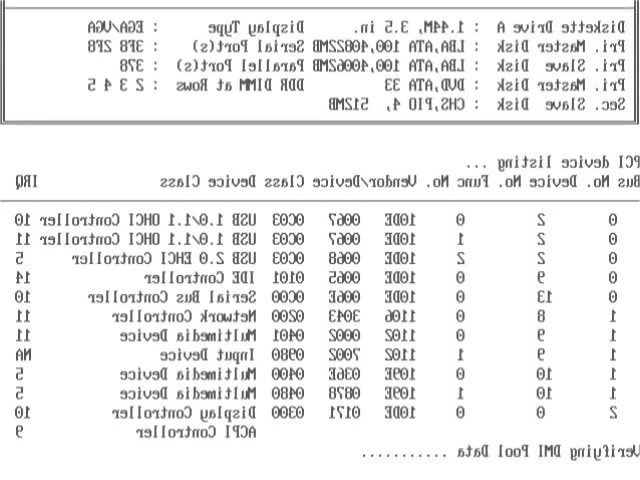 Diskette Drive A : 1.44M, 3.5 in. Display Type : EGA/VGA
Pri. Master Disk : LBA,ATA 100,40822MB Serial Port(s) : 3F8 2F8
Pri. Slave Disk : LBA,ATA 100,40060MB Parallel Port(s) : 378
Pri. Master Disk : DVD,ATA 33 DDR DIMM at Rows : 2 3 4 5
Sec. Slave Disk : CHS,PIO 4, 512MB
PCI device listing ...
Bus No. Device No. Func No. Vendor/Device Class Device Class IRQ
0 2 0 10DE 0067 0C03 USB 1.0/1.1 OHCI Controller 10
0 2 1 10DE 0067 0C03 USB 1.0/1.1 OHCI Controller 11
0 2 2 10DE 0068 0C03 USB 2.0 EHCI Controller 5
0 9 0 10DE 0065 0101 IDE Controller 14
0 13 0 10DE 006E 0C00 Serial Bus Controller 10
1 8 0 1106 3043 0200 Network Controller 11
1 9 0 1102 0002 0401 Multimedia Device 11
1 9 1 1102 7002 0980 Input Device NA
1 10 0 109E 036E 0400 Multimedia Device 5
1 10 1 109E 0878 0480 Multimedia Device 5
2 0 0 10DE 0171 0300 Display Controller 10
ACPI Controller 9
Verifying DMI Pool Data ...........